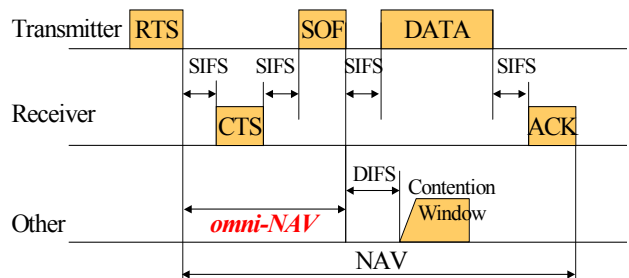 Transmitter RTS SOF DATA
SIFS SIFS SIFS SIFS
Receiver CTS ACK
DIFS Contention
Other omni-NAV Window
NAV